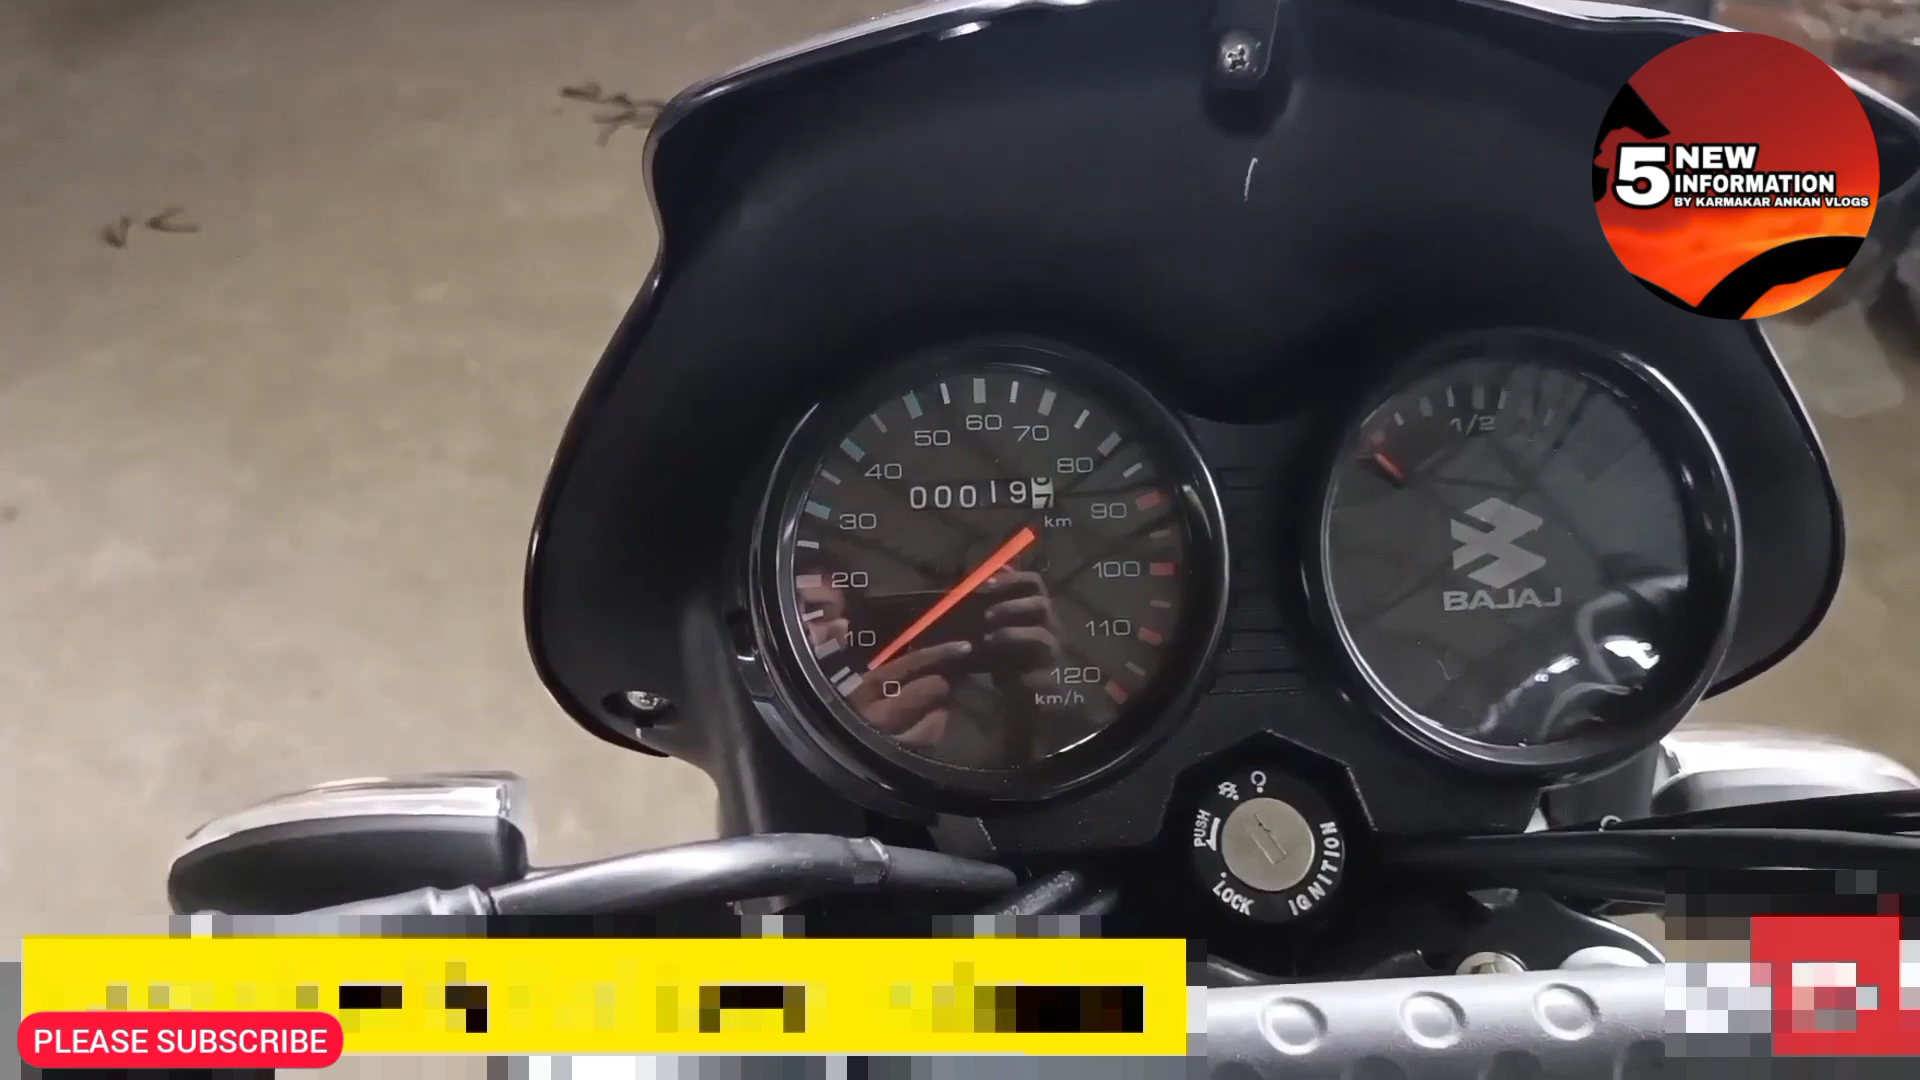 5 NEW
INFORMATION
BY KARMAKAR ANKAN VLOGS
0 10 20 30 40 50 60 70 80 90 100 110 120
00019
km
km/h
1/2
BAJAJ
PUSH
LOCK
IGNITION
PLEASE SUBSCRIBE